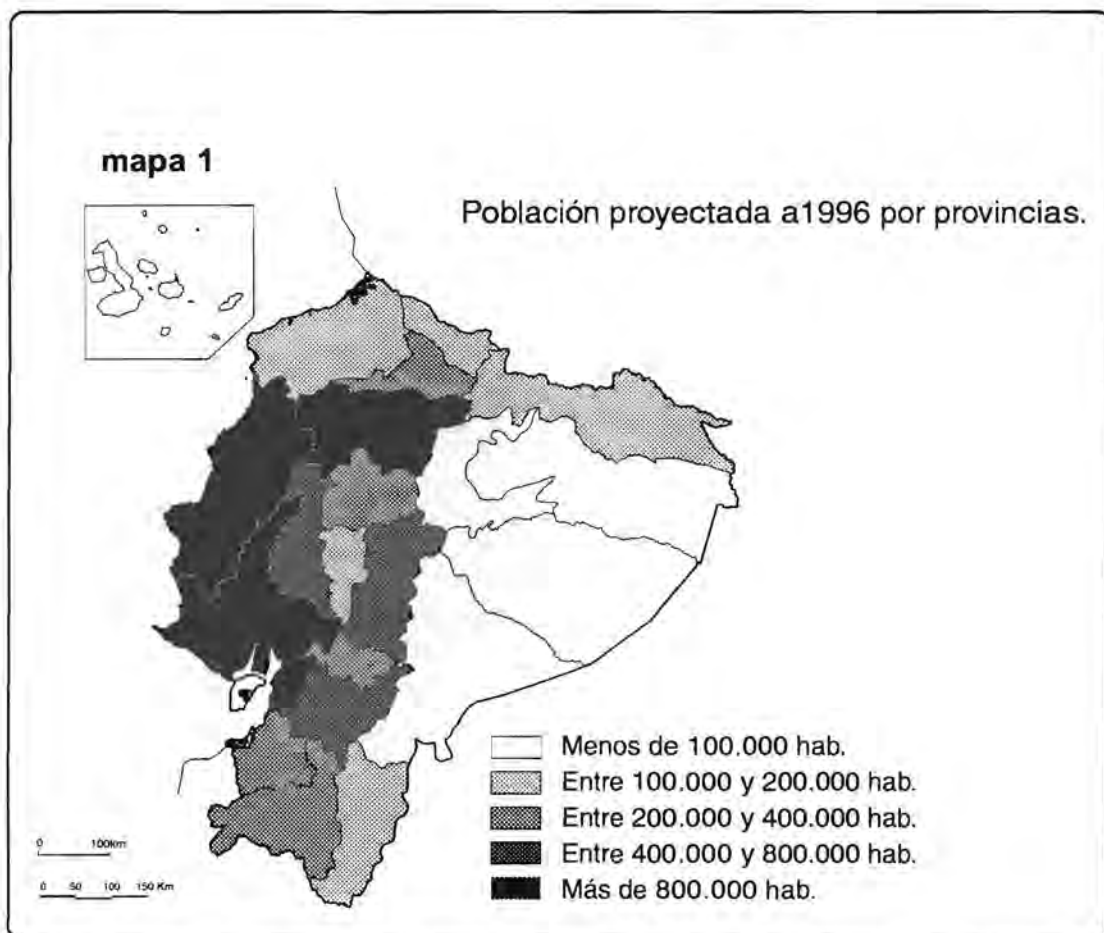 mapa 1
Población proyectada a1996 por provincias.
Menos de 100.000 hab.
Entre 100.000 y 200.000 hab.
Entre 200.000 y 400.000 hab.
Entre 400.000 y 800.000 hab.
Más de 800.000 hab.
0 100km
0 50 100 150 Km